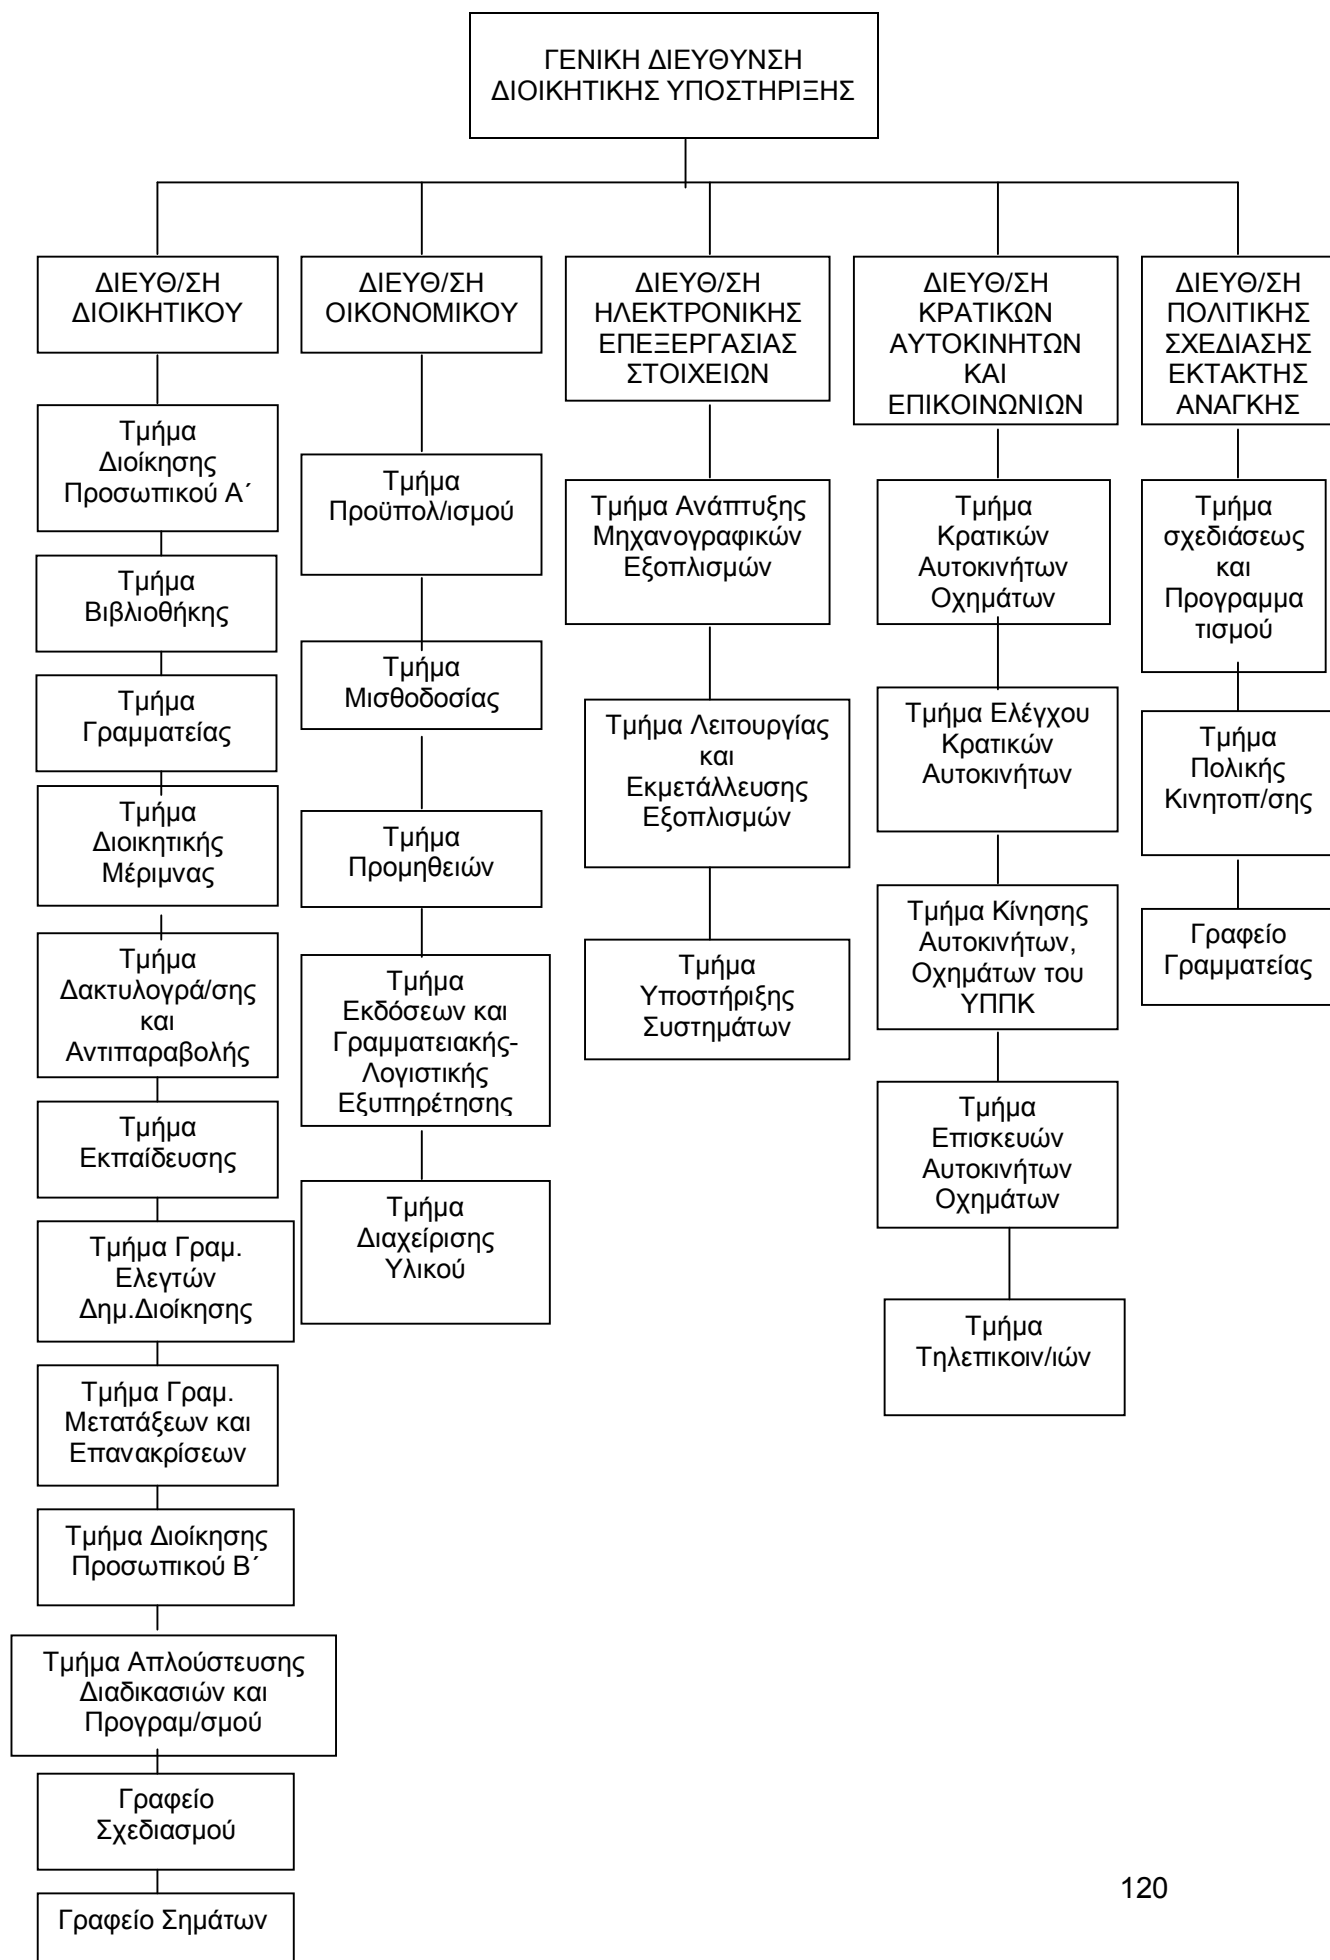 ΓΕΝΙΚΗ ΔΙΕΥΘΥΝΣΗ
ΔΙΟΙΚΗΤΙΚΗΣ ΥΠΟΣΤΗΡΙΞΗΣ
ΔΙΕΥΘ/ΣΗ
ΔΙΟΙΚΗΤΙΚΟΥ
Τμήμα
Διοίκησης
Προσωπικού Α΄
Τμήμα
Βιβλιοθήκης
Τμήμα
Γραμματείας
Τμήμα
Διοικητικής
Μέριμνας
Τμήμα
Δακτυλογρά/σης
και
Αντιπαραβολής
Τμήμα
Εκπαίδευσης
Τμήμα Γραμ.
Ελεγτών
Δημ.Διοίκησης
Τμήμα Γραμ.
Μετατάξεων και
Επανακρίσεων
Τμήμα Διοίκησης
Προσωπικού Β΄
Τμήμα Απλούστευσης
Διαδικασιών και
Προγραμ/σμού
Γραφείο
Σχεδιασμού
Γραφείο Σημάτων
ΔΙΕΥΘ/ΣΗ
ΟΙΚΟΝΟΜΙΚΟΥ
Τμήμα
Προϋπολ/ισμού
Τμήμα
Μισθοδοσίας
Τμήμα
Προμηθειών
Τμήμα
Εκδόσεων και
Γραμματειακής-
Λογιστικής
Εξυπηρέτησης
Τμήμα
Διαχείρισης
Υλικού
ΔΙΕΥΘ/ΣΗ
ΗΛΕΚΤΡΟΝΙΚΗΣ
ΕΠΕΞΕΡΓΑΣΙΑΣ
ΣΤΟΙΧΕΙΩΝ
Τμήμα Ανάπτυξης
Μηχανογραφικών
Εξοπλισμών
Τμήμα Λειτουργίας
και
Εκμετάλλευσης
Εξοπλισμών
Τμήμα
Υποστήριξης
Συστημάτων
ΔΙΕΥΘ/ΣΗ
ΚΡΑΤΙΚΩΝ
ΑΥΤΟΚΙΝΗΤΩΝ
ΚΑΙ
ΕΠΙΚΟΙΝΩΝΙΩΝ
Τμήμα
Κρατικών
Αυτοκινήτων
Οχημάτων
Τμήμα Ελέγχου
Κρατικών
Αυτοκινήτων
Τμήμα Κίνησης
Αυτοκινήτων,
Οχημάτων του
ΥΠΠΚ
Τμήμα
Επισκευών
Αυτοκινήτων
Οχημάτων
Τμήμα
Τηλεπικοιν/ιών
ΔΙΕΥΘ/ΣΗ
ΠΟΛΙΤΙΚΗΣ
ΣΧΕΔΙΑΣΗΣ
ΕΚΤΑΚΤΗΣ
ΑΝΑΓΚΗΣ
Τμήμα
σχεδιάσεως
και
Προγραμμα
τισμού
Τμήμα
Πολικής
Κινητοπ/σης
Γραφείο
Γραμματείας
120